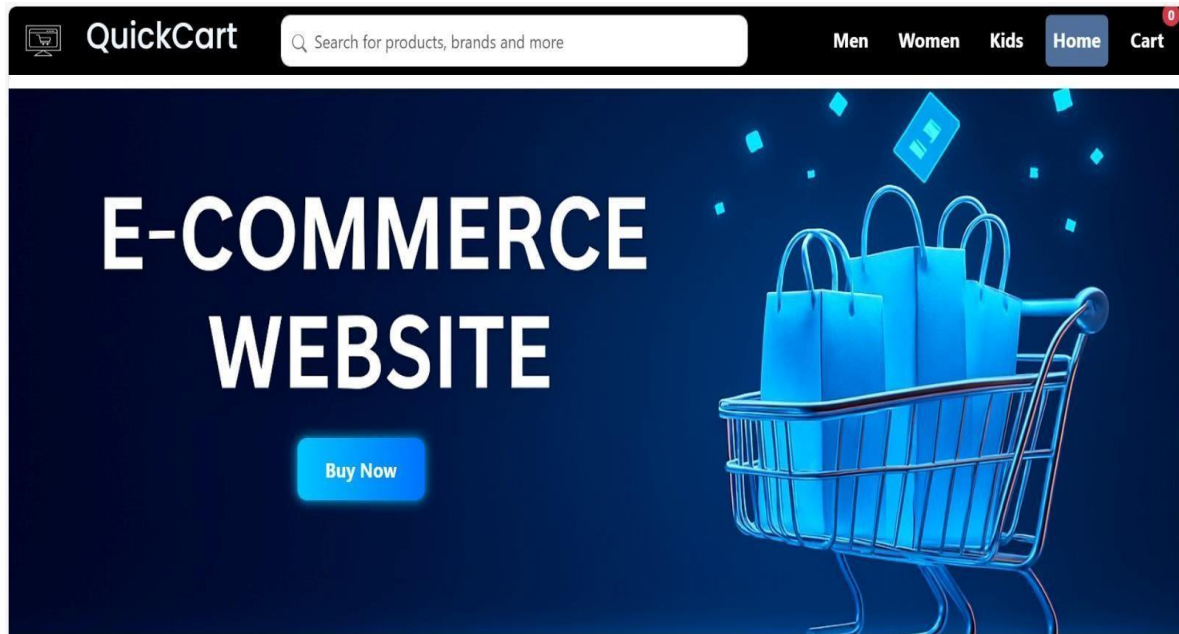 QuickCart
Search for products, brands and more
Men Women Kids Home Cart 0
E-COMMERCE
WEBSITE
Buy Now